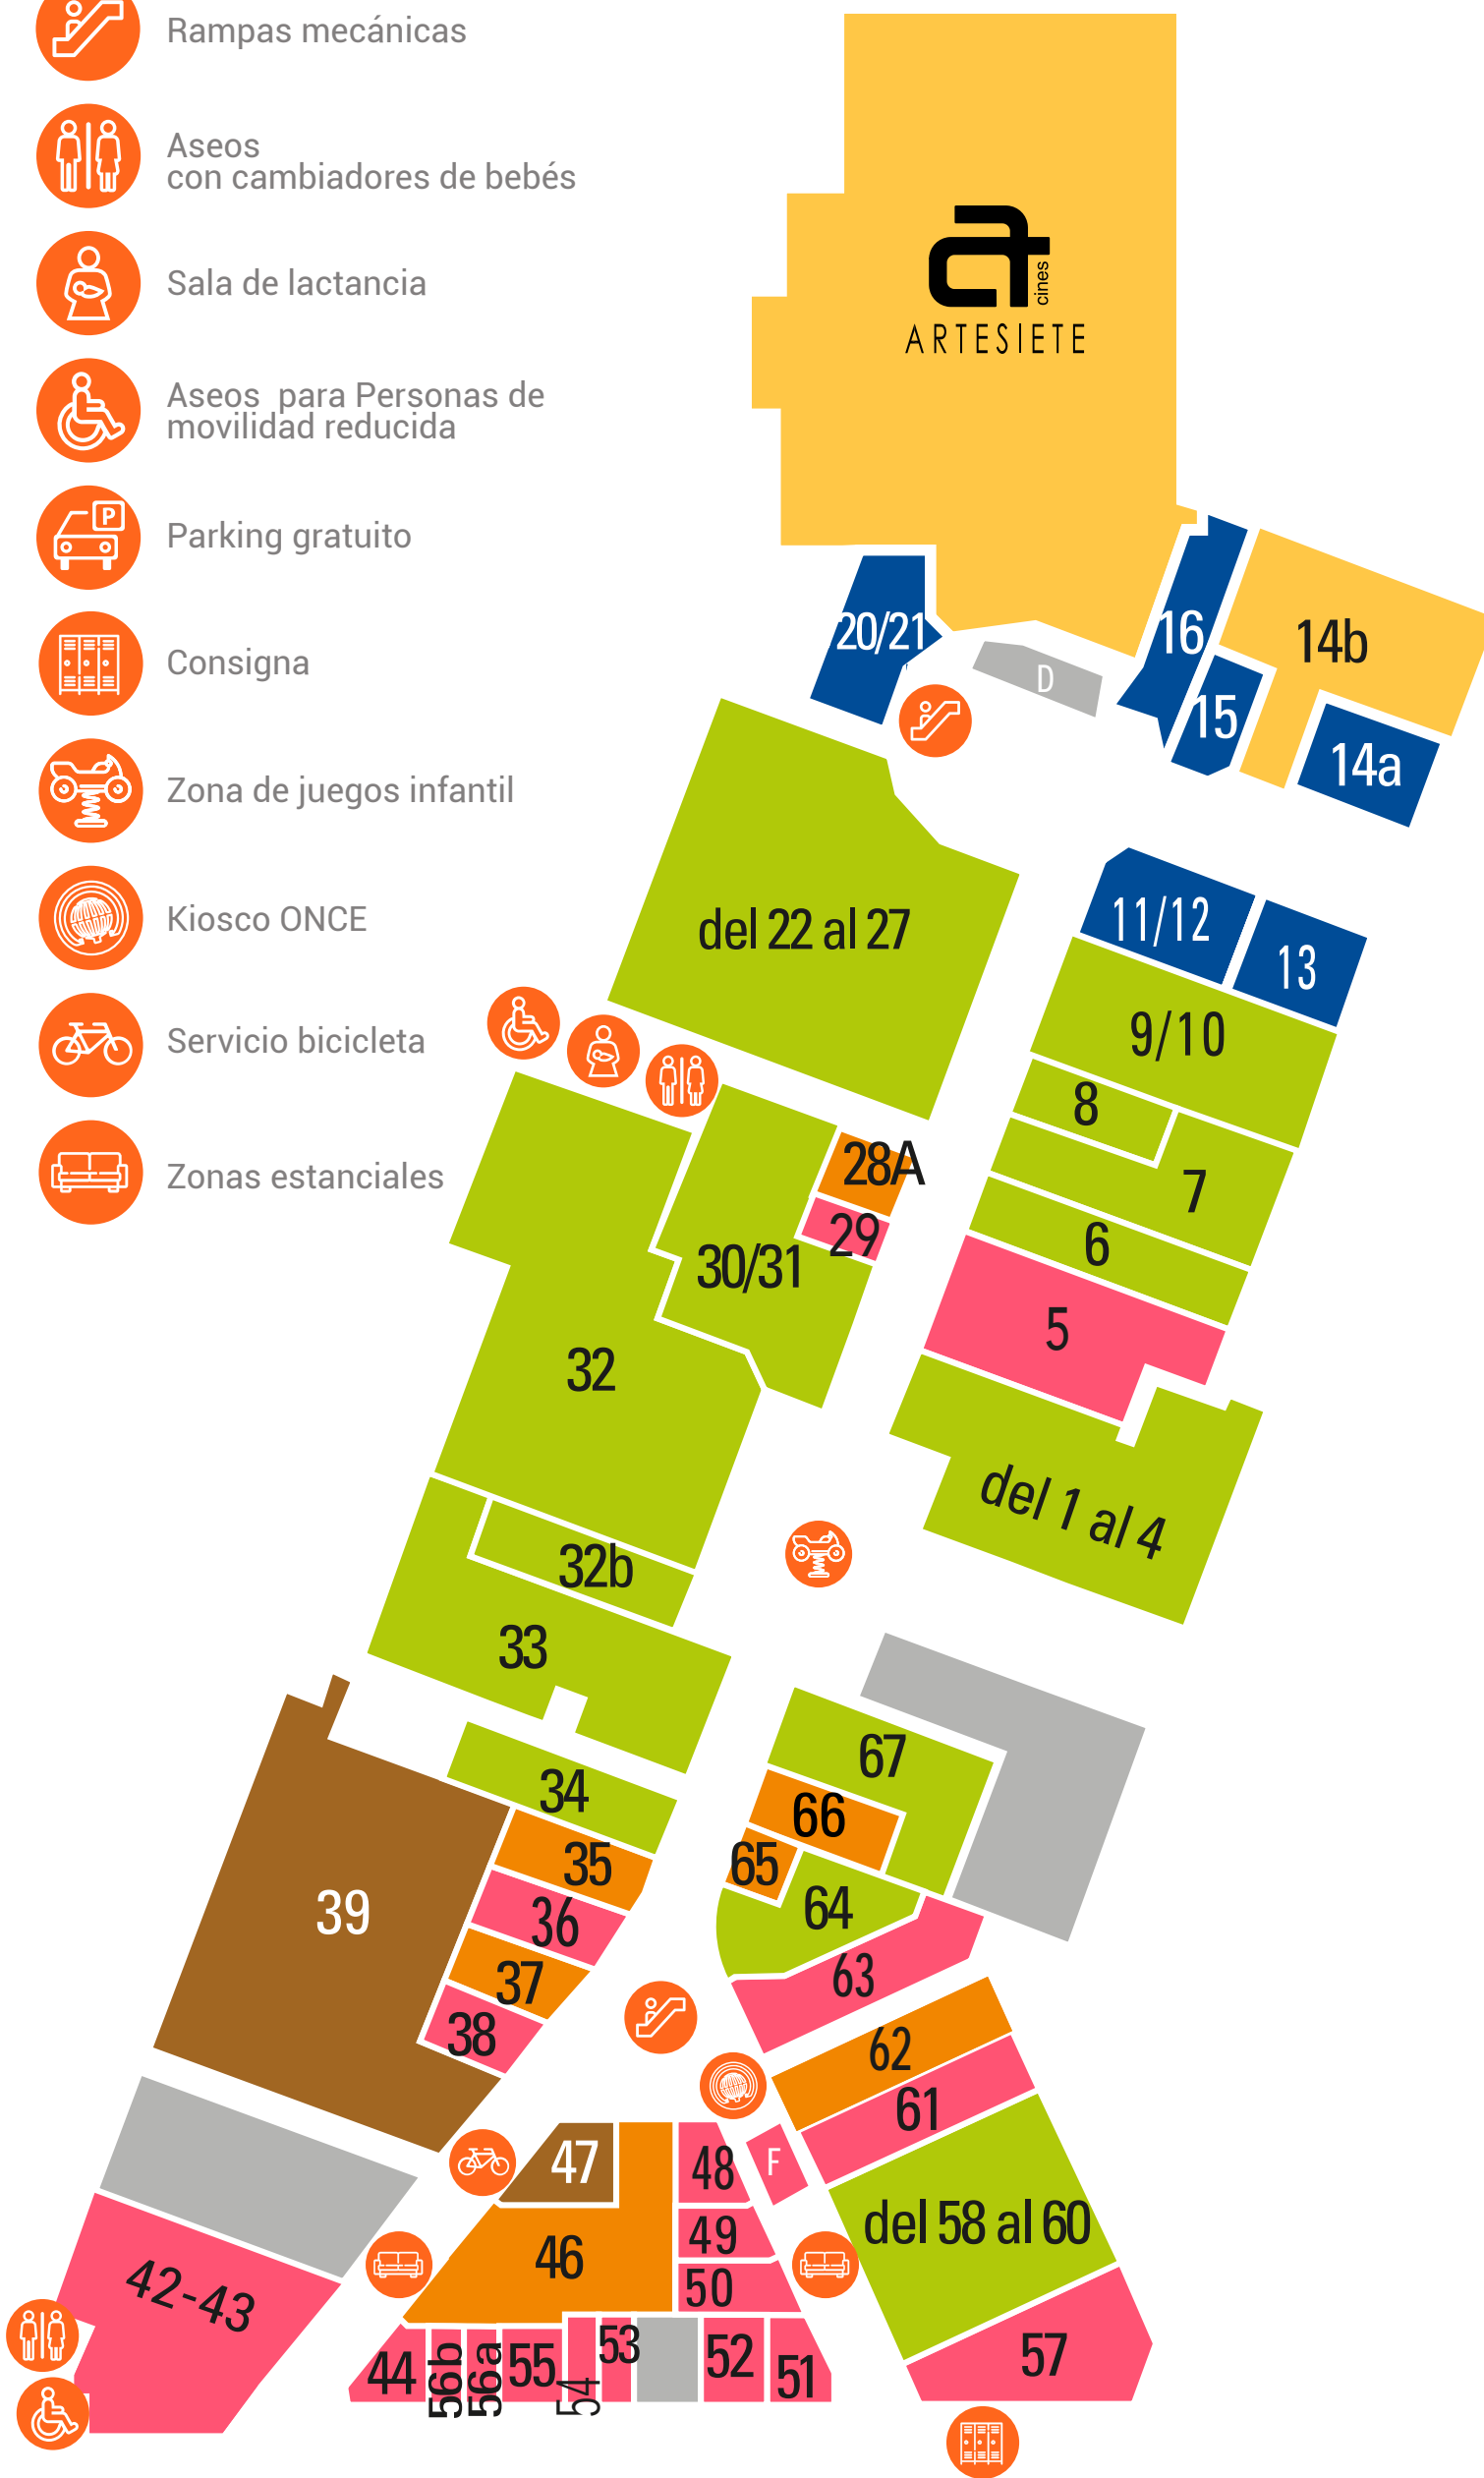 Rampas mecánicas
Aseos
con cambiadores de bebés
Sala de lactancia
Aseos para Personas de
movilidad reducida
P
Parking gratuito
Consigna
Zona de juegos infantil
Kiosco ONCE
Servicio bicicleta
Zonas estanciales
cines
ARTESIETE
20/21
D
16
14b
15
14a
del 22 al 27
11/12
13
9/10
8
7
28A
29
6
30/31
5
32
del 1 al 4
32b
33
67
34
66
35
65
39
64
36
63
37
38
62
61
47
48
F
49
del 58 al 60
46
50
42-43
44
56b
56a
55
54
53
52
51
57